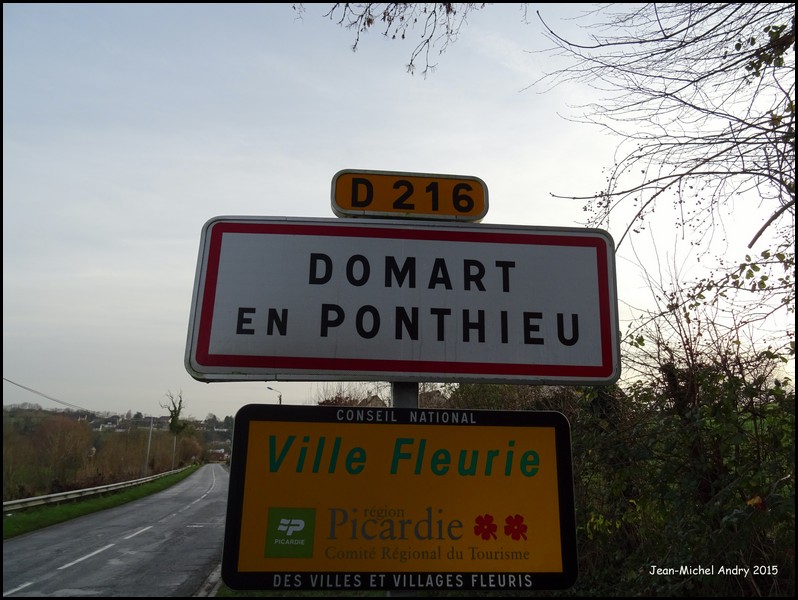 D 216
DOMART
EN PONTHIEU
CONSEIL NATIONAL
Ville Fleurie
région
Picardie
PICARDIE
Comité Régional du Tourisme
DES VILLES ET VILLAGES FLEURIS
Jean-Michel Andry 2015